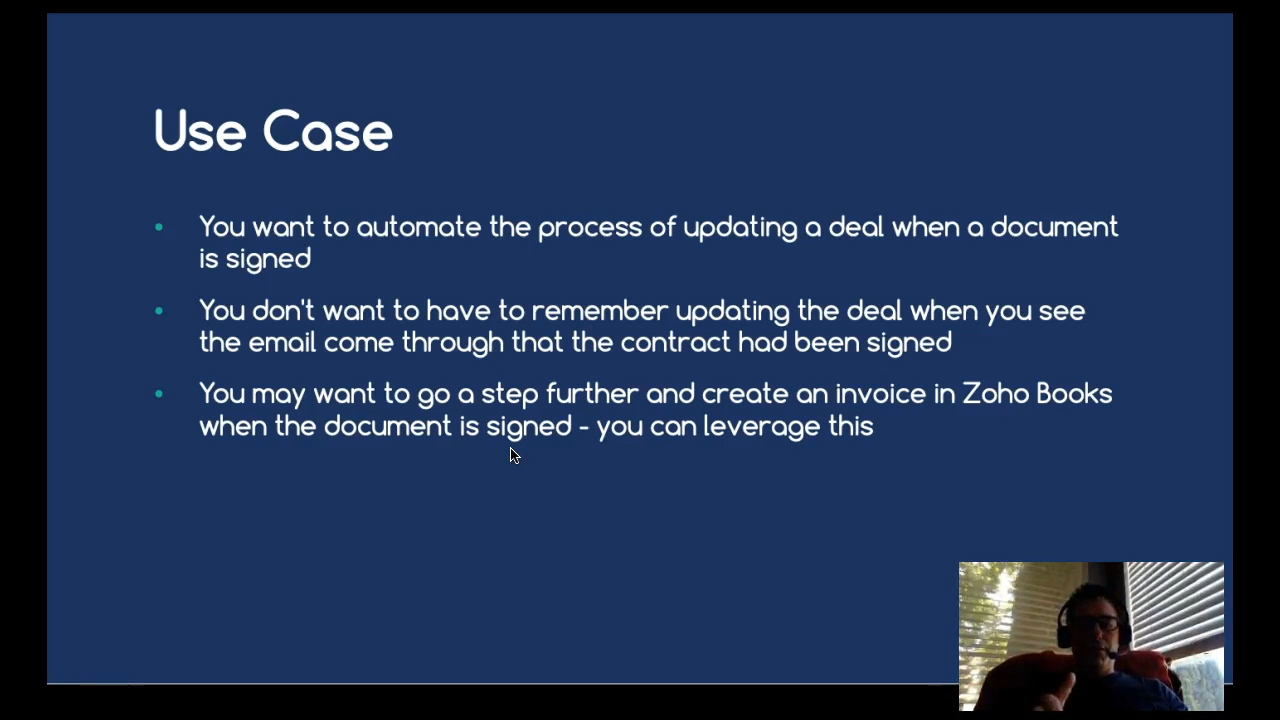 Use Case
You want to automate the process of updating a deal when a document
is signed
You don't want to have to remember updating the deal when you see
the email come through that the contract had been signed
You may want to go a step further and create an invoice in Zoho Books
when the document is signed - you can leverage this